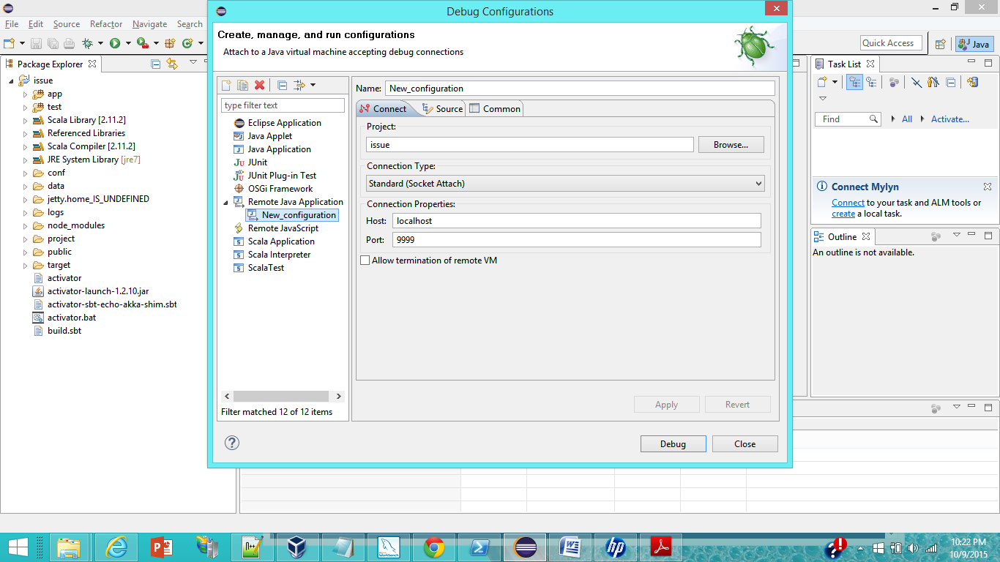 Debug Configurations
File Edit Source Refactor Navigate Search
Quick Access
Java
Package Explorer
issue
app
test
Scala Library [2.11.2]
Referenced Libraries
Scala Compiler [2.11.2]
JRE System Library [jre7]
conf
data
jetty.home_IS_UNDEFINED
logs
node_modules
project
public
target
activator
activator-launch-1.2.10.jar
activator-sbt-echo-akka-shim.sbt
activator.bat
build.sbt
Create, manage, and run configurations
Attach to a Java virtual machine accepting debug connections
type filter text
Eclipse Application
Java Applet
Java Application
JUnit
JUnit Plug-in Test
OSGi Framework
Remote Java Application
New_configuration
Remote JavaScript
Scala Application
Scala Interpreter
ScalaTest
Filter matched 12 of 12 items
Name: New_configuration
Connect Source Common
Project:
issue
Browse...
Connection Type:
Standard (Socket Attach)
Connection Properties:
Host: localhost
Port: 9999
Allow termination of remote VM
Apply Revert
Debug Close
Task List
Find All Activate...
Connect Mylyn
Connect to your task and ALM tools or
create a local task.
Outline
An outline is not available.
10:22 PM
10/9/2015